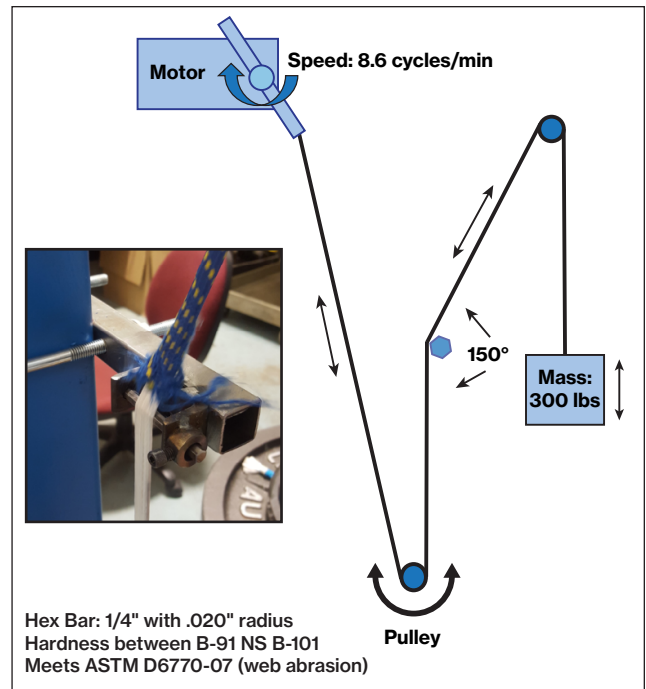 Motor
Speed: 8.6 cycles/min
150°
Mass:
300 lbs
AU
Pulley
Hex Bar: 1/4" with .020" radius
Hardness between B-91 NS B-101
Meets ASTM D6770-07 (web abrasion)